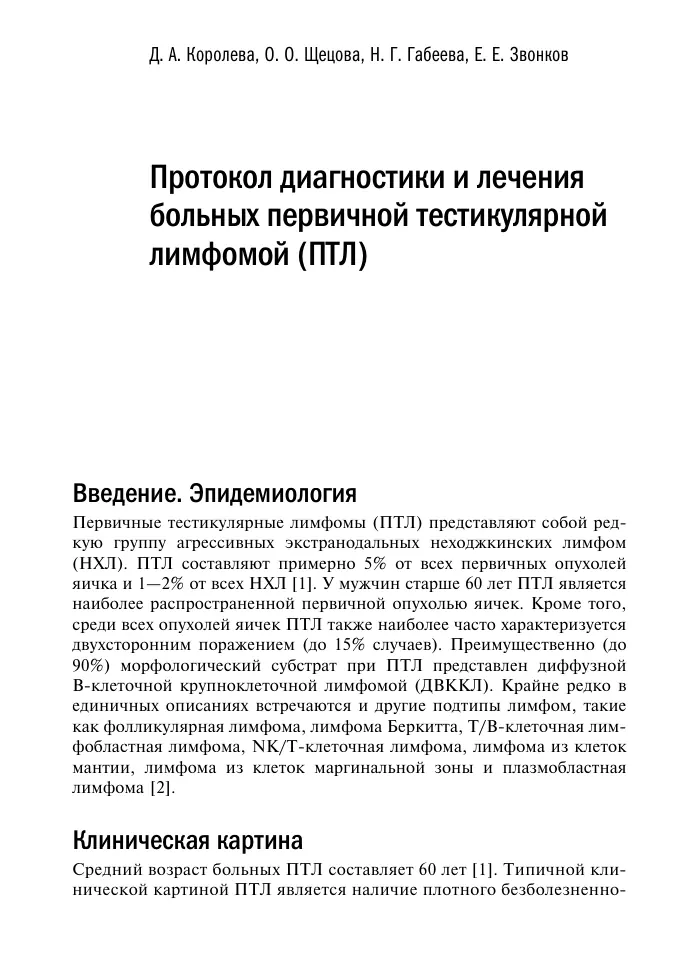 Д. А. Королева, О. О. Щецова, Н. Г. Габеева, Е. Е. Звонков
Протокол диагностики и лечения
больных первичной тестикулярной
лимфомой (ПТЛ)
Введение. Эпидемиология
Первичные тестикулярные лимфомы (ПТЛ) представляют собой ред-
кую группу агрессивных экстранодальных неходжкинских лимфом
(НХЛ). ПТЛ составляют примерно 5% от всех первичных опухолей
яичка и 1—2% от всех НХЛ [1]. У мужчин старше 60 лет ПТЛ является
наиболее распространенной первичной опухолью яичек. Кроме того,
среди всех опухолей яичек ПТЛ также наиболее часто характеризуется
двухсторонним поражением (до 15% случаев). Преимущественно (до
90%) морфологический субстрат при ПТЛ представлен диффузной
В-клеточной крупноклеточной лимфомой (ДВККЛ). Крайне редко в
единичных описаниях встречаются и другие подтипы лимфом, такие
как фолликулярная лимфома, лимфома Беркитта, Т/В-клеточная лим-
фобластная лимфома, NK/T-клеточная лимфома, лимфома из клеток
мантии, лимфома из клеток маргинальной зоны и плазмобластная
лимфома [2].
Клиническая картина
Средний возраст больных ПТЛ составляет 60 лет [1]. Типичной кли-
нической картиной ПТЛ является наличие плотного безболезненно-